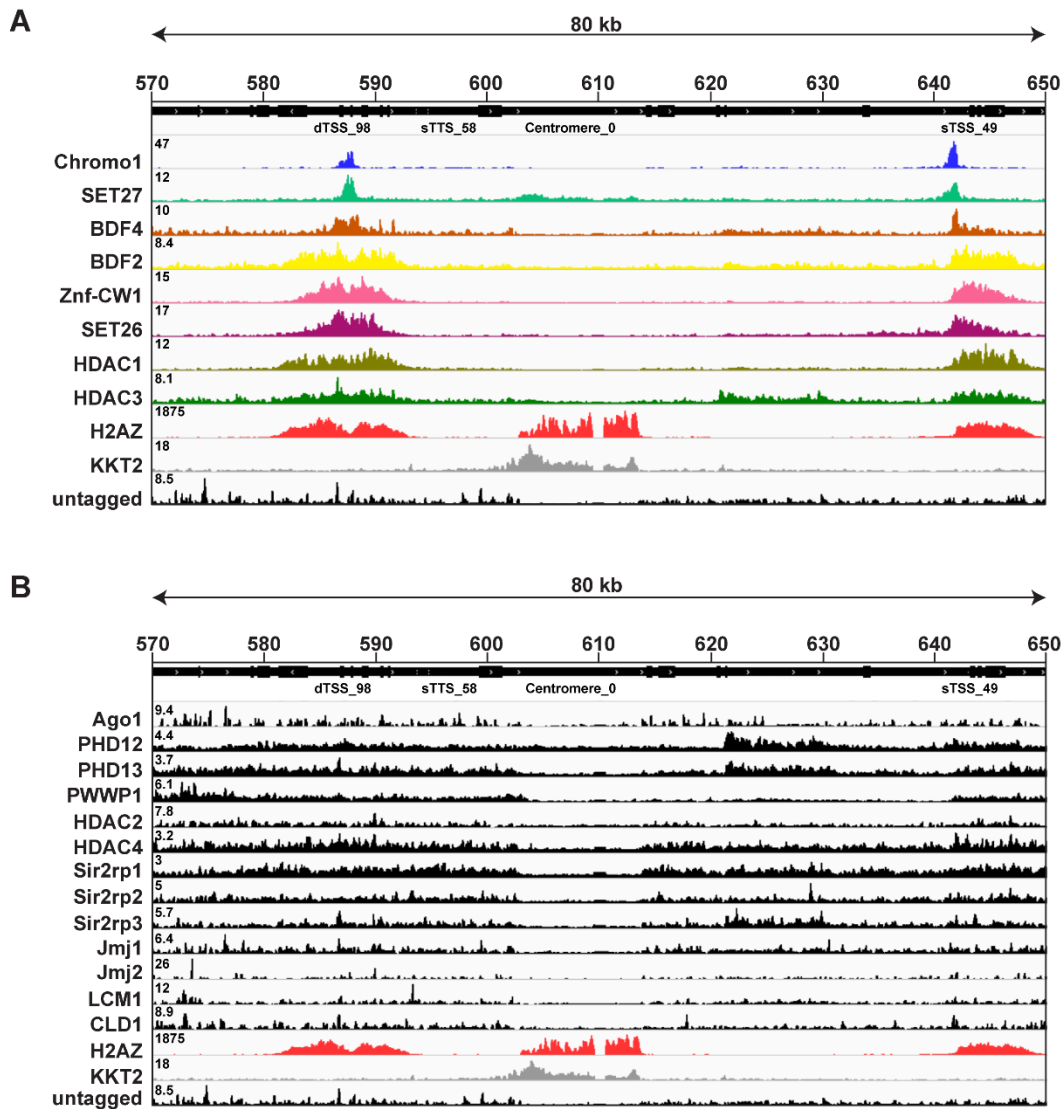 A
80 kb
570 580 590 600 610 620 630 640 650
dTSS_98 sTTS_58 Centromere_0 sTSS_49
Chromo1 47
SET27 12
BDF4 10
BDF2 8.4
Znf-CW1 15
SET26 17
HDAC1 12
HDAC3 8.1
H2AZ 1875
KKT2 18
untagged 8.5
B
80 kb
570 580 590 600 610 620 630 640 650
dTSS_98 sTTS_58 Centromere_0 sTSS_49
Ago1 9.4
PHD12 4.4
PHD13 3.7
PWWP1 6.1
HDAC2 7.8
HDAC4 3.2
Sir2rp1 3
Sir2rp2 5
Sir2rp3 5.7
Jmj1 6.4
Jmj2 26
LCM1 12
CLD1 8.9
H2AZ 1875
KKT2 18
untagged 8.5